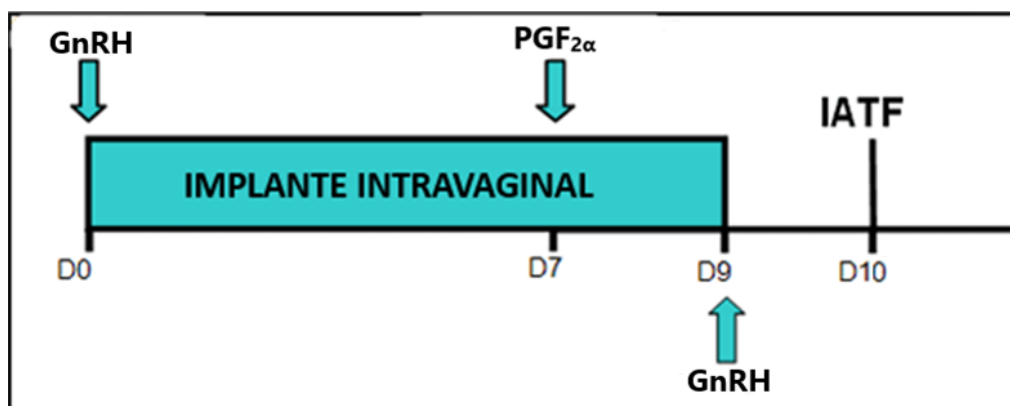 GnRH
PGF2α
IATF
IMPLANTE INTRAVAGINAL
D0
D7
D9
D10
GnRH